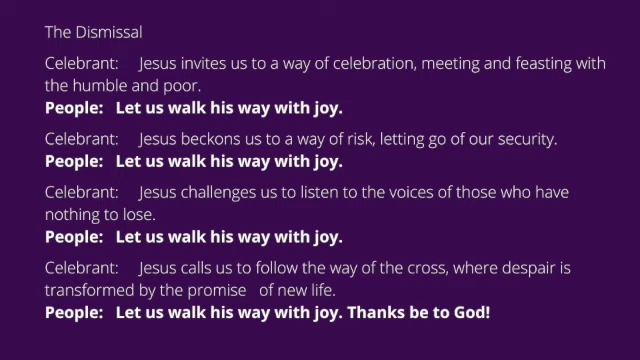 The Dismissal
Celebrant: Jesus invites us to a way of celebration, meeting and feasting with
the humble and poor.
People: Let us walk his way with joy.
Celebrant: Jesus beckons us to a way of risk, letting go of our security.
People: Let us walk his way with joy.
Celebrant: Jesus challenges us to listen to the voices of those who have
nothing to lose.
People: Let us walk his way with joy.
Celebrant: Jesus calls us to follow the way of the cross, where despair is
transformed by the promise of new life.
People: Let us walk his way with joy. Thanks be to God!